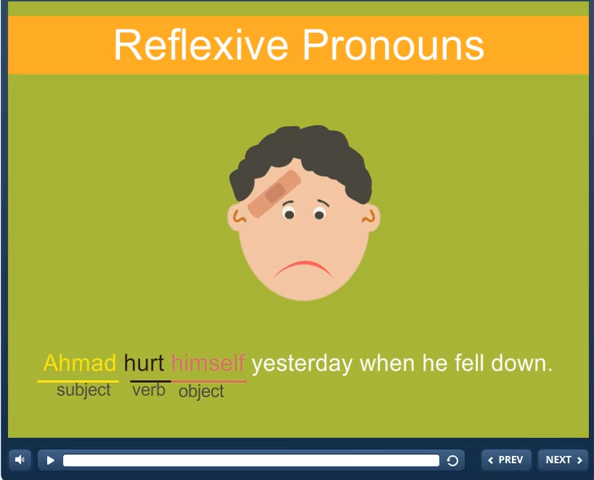 Reflexive Pronouns
Ahmad hurt himself yesterday when he fell down.
subject verb object
PREV NEXT